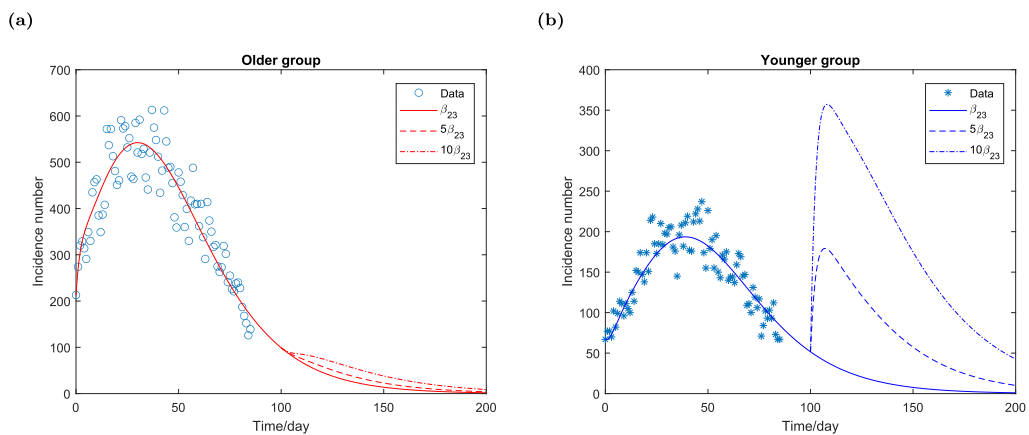 (a)
Older group
700
600
500
400
300
200
100
0
Incidence number
0 50 100 150 200
Time/day
Data
β23
5β23
10β23
(b)
Younger group
400
350
300
250
200
150
100
50
0
Incidence number
0 50 100 150 200
Time/day
Data
β23
5β23
10β23